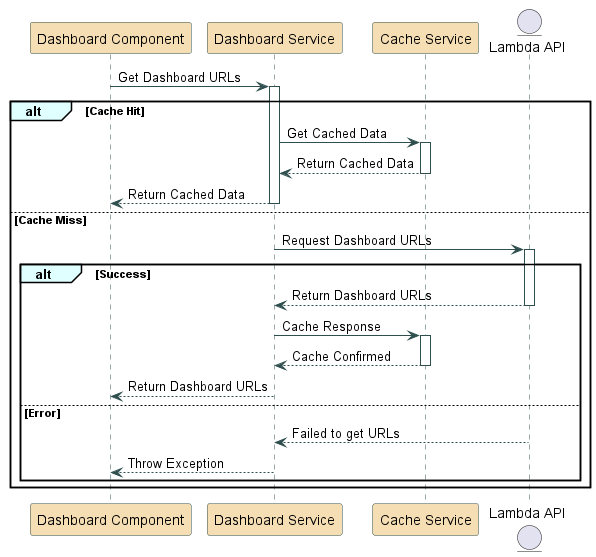 Dashboard Component
Dashboard Service
Cache Service
Lambda API
Get Dashboard URLs
alt
[Cache Hit]
Get Cached Data
Return Cached Data
Return Cached Data
[Cache Miss]
Request Dashboard URLs
alt
[Success]
Return Dashboard URLs
Cache Response
Cache Confirmed
Return Dashboard URLs
[Error]
Failed to get URLs
Throw Exception
Dashboard Component
Dashboard Service
Cache Service
Lambda API